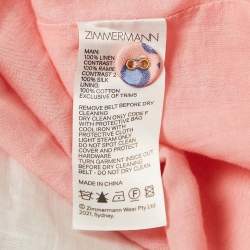 ZIMMERMANN
MAIN:
100% LINEN
CONTRAST:
100% RAMIE
CONTRAST 2:
100% SILK
LINING:
100% COTTON
EXCLUSIVE OF TRIMS
REMOVE BELT BEFORE DRY
CLEANING
DRY CLEAN ONLY CODE F
WITH PROTECTIVE BAG
COOL IRON WITH
PROTECTIVE CLOTH
LIGHT STEAM ONLY
DO NOT SPOT CLEAN
COVER AND PROTECT
HARDWARE
TURN GARMENT INSIDE OUT
BEFORE DRY CLEANING
BELT - DO NOT DRY CLEAN
MADE IN CHINA
© Zimmermann Wear Pty Ltd
2021, Sydney.